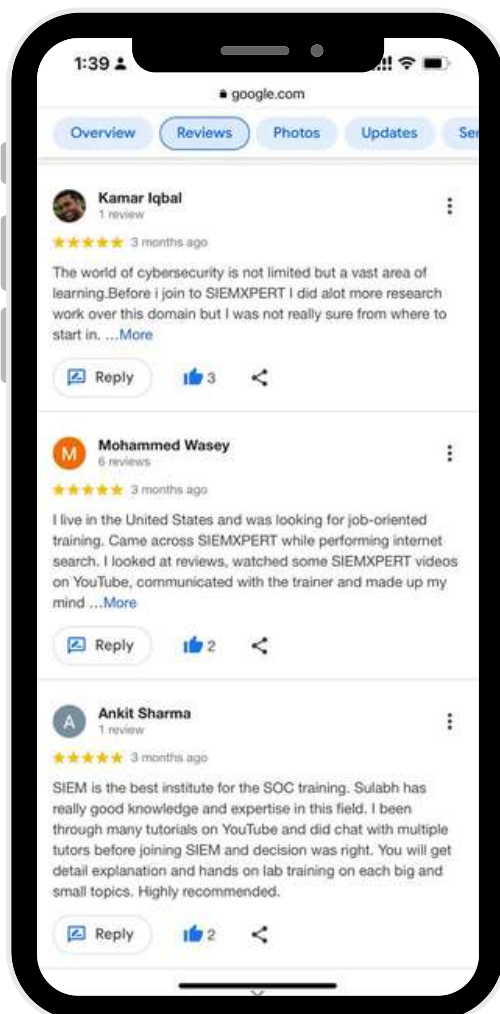 1:39
google.com
Overview Reviews Photos Updates Ser
Kamar Iqbal
1 review
3 months ago
The world of cybersecurity is not limited but a vast area of
learning.Before i join to SIEMXPERT I did alot more research
work over this domain but I was not really sure from where to
start in. ...More
Reply 3
M
Mohammed Wasey
6 reviews
3 months ago
I live in the United States and was looking for job-oriented
training. Came across SIEMXPERT while performing internet
search. I looked at reviews, watched some SIEMXPERT videos
on YouTube, communicated with the trainer and made up my
mind ...More
Reply 2
A
Ankit Sharma
1 review
3 months ago
SIEM is the best institute for the SOC training. Sulabh has
really good knowledge and expertise in this field. I been
through many tutorials on YouTube and did chat with multiple
tutors before joining SIEM and decision was right. You will get
detail explanation and hands on lab training on each big and
small topics. Highly recommended.
Reply 2